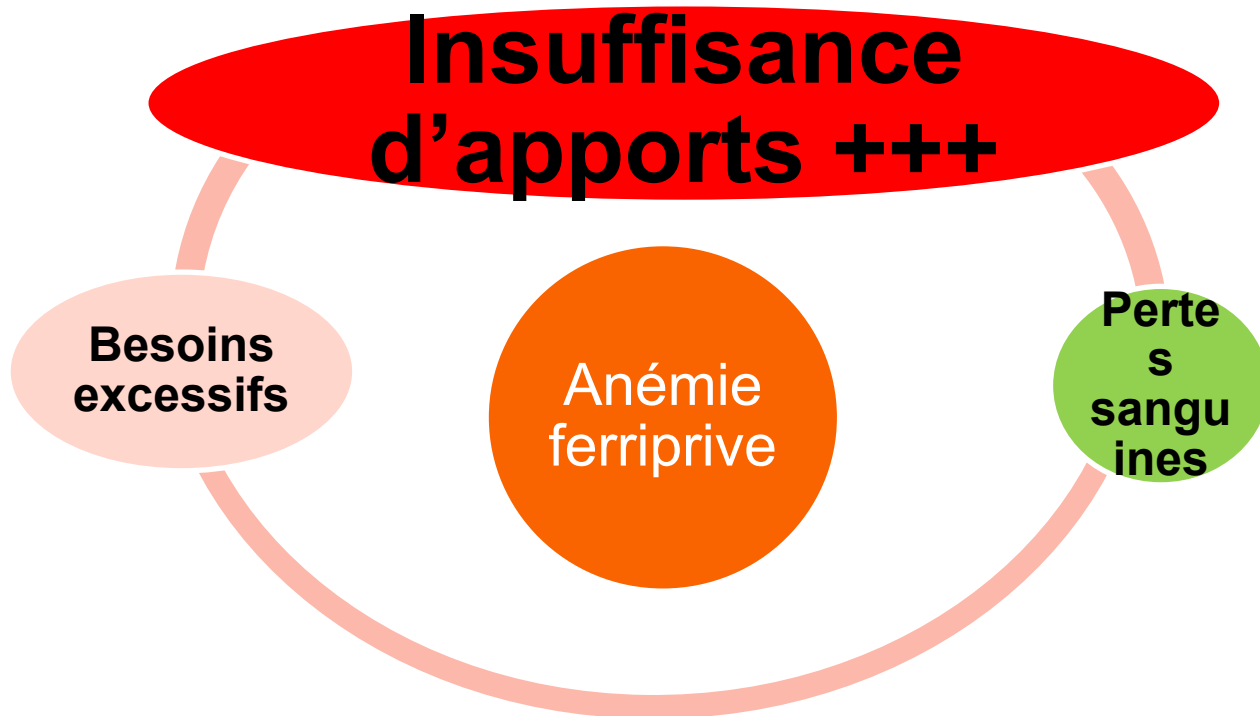 Insuffisance
d’apports +++
Besoins
excessifs
Anémie
ferriprive
Perte
s
sangu
ines